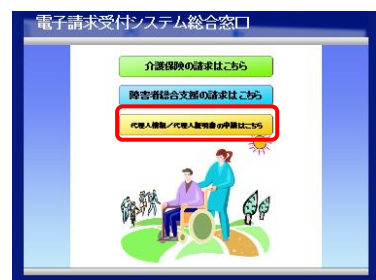 電子請求受付システム総合窓口
介護保険の請求はこちら
障害者総合支援の請求はこちら
代理人情報/代理人証明書の申請はこちら